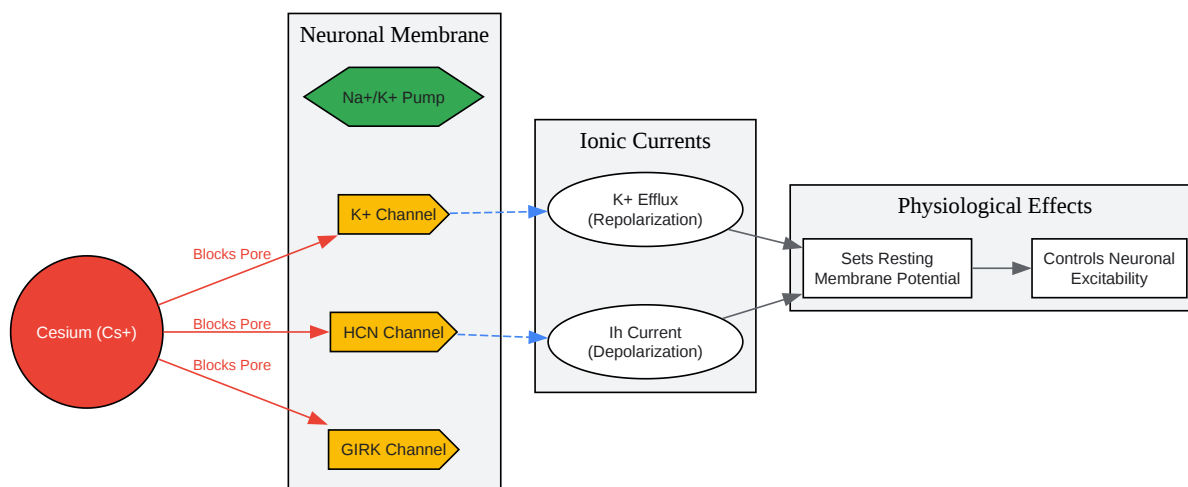 Neuronal Membrane
Na+/K+ Pump
K+ Channel
HCN Channel
GIRK Channel
Cesium (Cs+)
Blocks Pore
Blocks Pore
Blocks Pore
Ionic Currents
K+ Efflux
(Repolarization)
Ih Current
(Depolarization)
Physiological Effects
Sets Resting
Membrane Potential
Controls Neuronal
Excitability